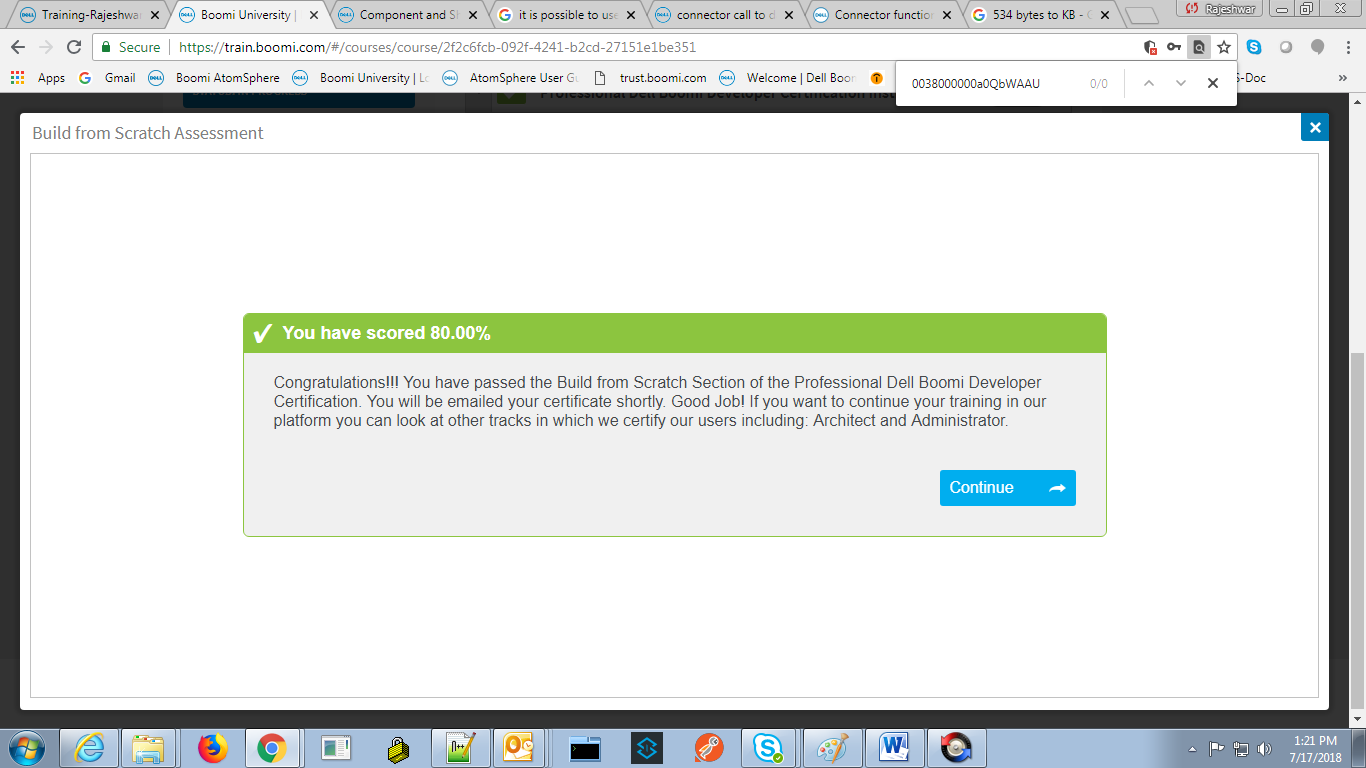 Training-Rajeshwa
Boomi University |
Component and Sh
it is possible to use
connector call to d
Connector function
534 bytes to KB - G
Rajeshwar
Secure
https://train.boomi.com/#/courses/course/2f2c6fcb-092f-4241-b2cd-27151e1be351
Apps
Gmail
Boomi AtomSphere
Boomi University | Lo
AtomSphere User Gu
trust.boomi.com
Welcome | Dell Boom
S-Doc
»
0038000000a0QbWAAU
0/0
Professional Dell Boomi Developer Certification
Build from Scratch Assessment
You have scored 80.00%
Congratulations!!! You have passed the Build from Scratch Section of the Professional Dell Boomi Developer
Certification. You will be emailed your certificate shortly. Good Job! If you want to continue your training in our
platform you can look at other tracks in which we certify our users including: Architect and Administrator.
Continue
1:21 PM
7/17/2018